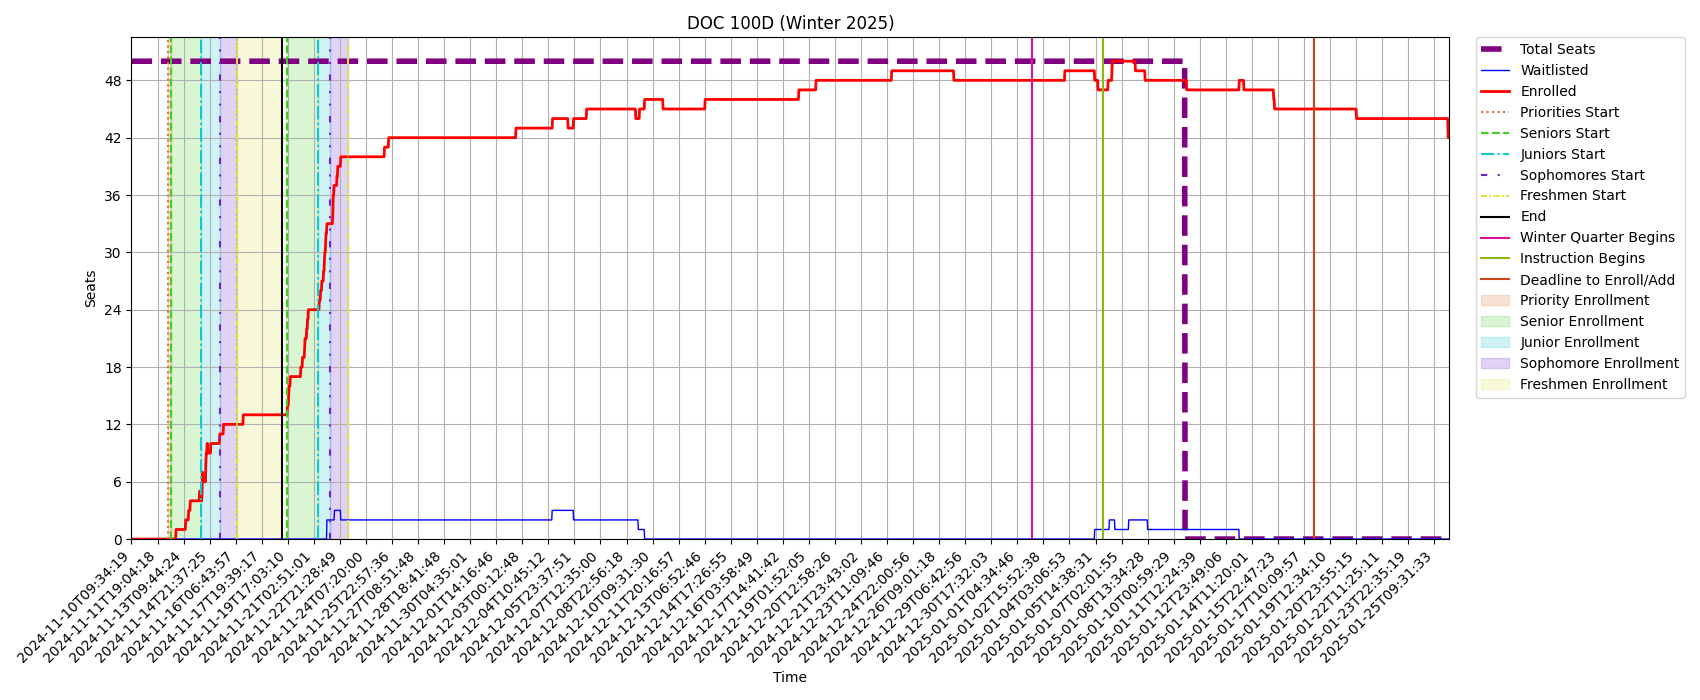 DOC 100D (Winter 2025)
Seats
48
42
36
30
24
18
12
6
0
2024-11-10T09:34:19
2024-11-11T19:04:18
2024-11-13T09:44:24
2024-11-14T21:37:25
2024-11-16T06:43:57
2024-11-17T19:39:17
2024-11-19T17:03:10
2024-11-21T02:51:01
2024-11-22T21:28:49
2024-11-24T07:20:00
2024-11-25T22:57:36
2024-11-27T08:51:48
2024-11-28T18:41:48
2024-11-30T04:35:01
2024-12-01T14:16:46
2024-12-03T00:12:48
2024-12-04T10:45:12
2024-12-05T23:37:51
2024-12-07T12:35:00
2024-12-08T22:56:18
2024-12-10T09:31:30
2024-12-11T20:16:57
2024-12-13T06:52:46
2024-12-14T17:26:55
2024-12-16T03:58:49
2024-12-17T14:41:42
2024-12-19T01:52:05
2024-12-20T12:58:26
2024-12-21T23:43:02
2024-12-23T11:09:46
2024-12-24T22:00:56
2024-12-26T09:01:18
2024-12-29T06:42:56
2024-12-30T17:32:03
2025-01-01T04:34:46
2025-01-02T15:52:38
2025-01-04T03:06:53
2025-01-05T14:38:31
2025-01-07T02:01:55
2025-01-08T13:34:28
2025-01-10T00:59:29
2025-01-11T12:24:39
2025-01-12T23:49:06
2025-01-14T11:20:01
2025-01-15T22:47:23
2025-01-17T10:09:57
2025-01-19T12:34:10
2025-01-20T23:55:15
2025-01-22T11:25:11
2025-01-23T22:35:19
2025-01-25T09:31:33
Time
Total Seats
Waitlisted
Enrolled
Priorities Start
Seniors Start
Juniors Start
Sophomores Start
Freshmen Start
End
Winter Quarter Begins
Instruction Begins
Deadline to Enroll/Add
Priority Enrollment
Senior Enrollment
Junior Enrollment
Sophomore Enrollment
Freshmen Enrollment